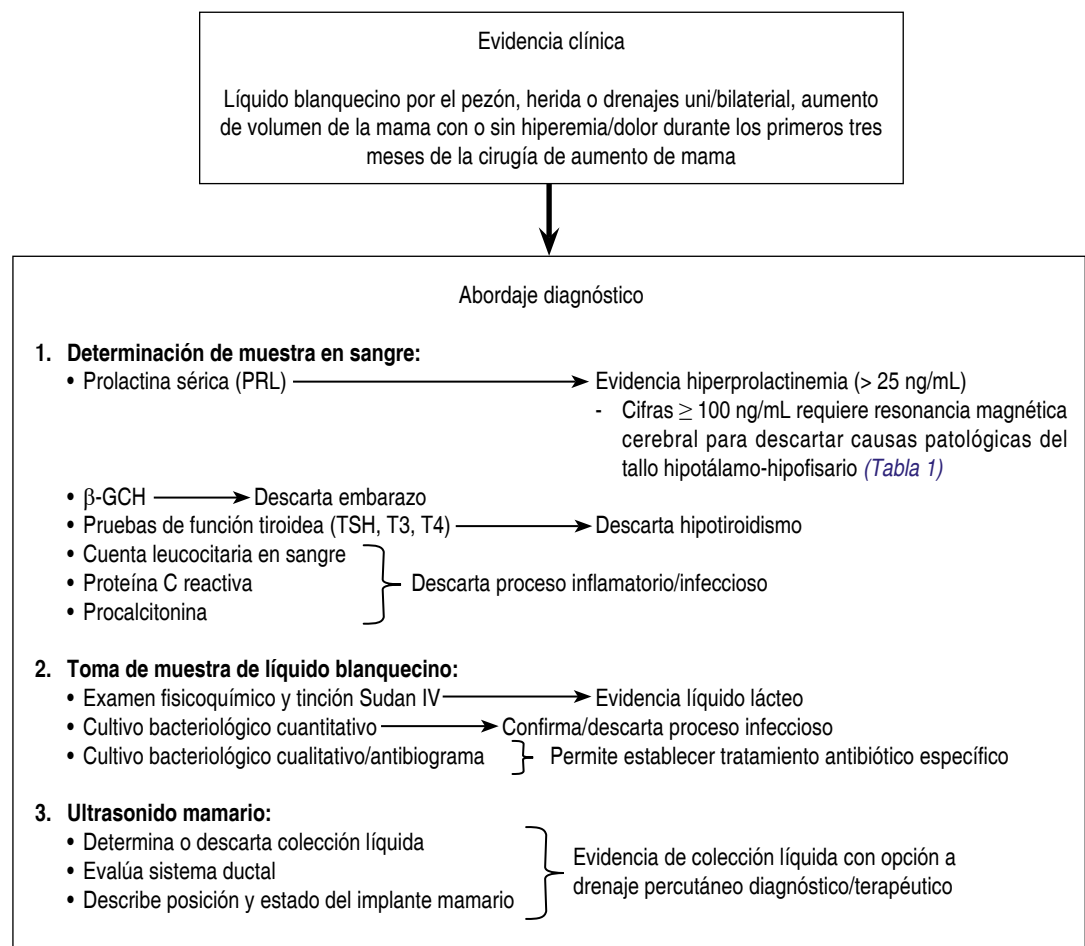 Evidencia clínica
Líquido blanquecino por el pezón, herida o drenajes uni/bilaterial, aumento
de volumen de la mama con o sin hiperemia/dolor durante los primeros tres
meses de la cirugía de aumento de mama
Abordaje diagnóstico
1. Determinación de muestra en sangre:
• Prolactina sérica (PRL) Evidencia hiperprolactinemia (> 25 ng/mL)
- Cifras ≥ 100 ng/mL requiere resonancia magnética
cerebral para descartar causas patológicas del
tallo hipotálamo-hipofisario (Tabla 1)
• β-GCH Descarta embarazo
• Pruebas de función tiroidea (TSH, T3, T4) Descarta hipotiroidismo
• Cuenta leucocitaria en sangre
• Proteína C reactiva Descarta proceso inflamatorio/infeccioso
• Procalcitonina
2. Toma de muestra de líquido blanquecino:
• Examen fisicoquímico y tinción Sudan IV Evidencia líquido lácteo
• Cultivo bacteriológico cuantitativo Confirma/descarta proceso infeccioso
• Cultivo bacteriológico cualitativo/antibiograma Permite establecer tratamiento antibiótico específico
3. Ultrasonido mamario:
• Determina o descarta colección líquida
• Evalúa sistema ductal
• Describe posición y estado del implante mamario
Evidencia de colección líquida con opción a
drenaje percutáneo diagnóstico/terapéutico